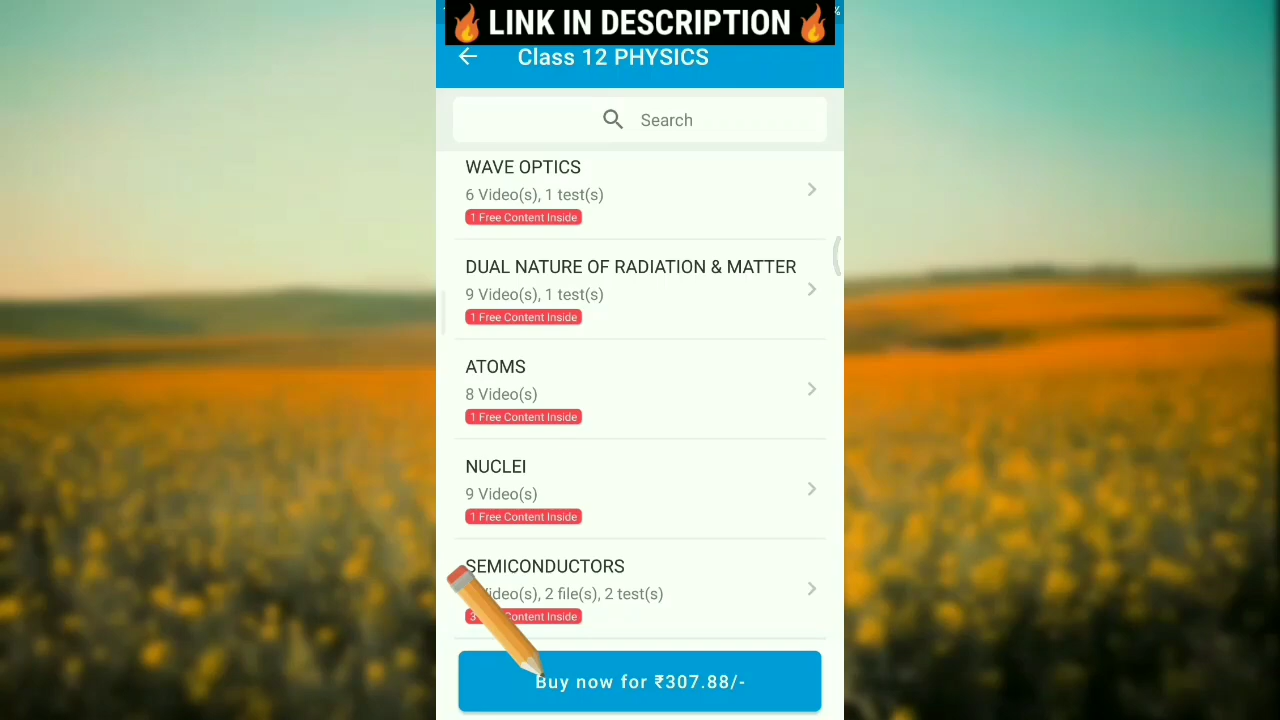 🔥LINK IN DESCRIPTION🔥
%
Class 12 PHYSICS
Search
WAVE OPTICS
6 Video(s), 1 test(s)
1 Free Content Inside
DUAL NATURE OF RADIATION & MATTER
9 Video(s), 1 test(s)
1 Free Content Inside
ATOMS
8 Video(s)
1 Free Content Inside
NUCLEI
9 Video(s)
1 Free Content Inside
SEMICONDUCTORS
2 file(s), 2 test(s)
3 Content Inside
Buy now for ₹307.88/-